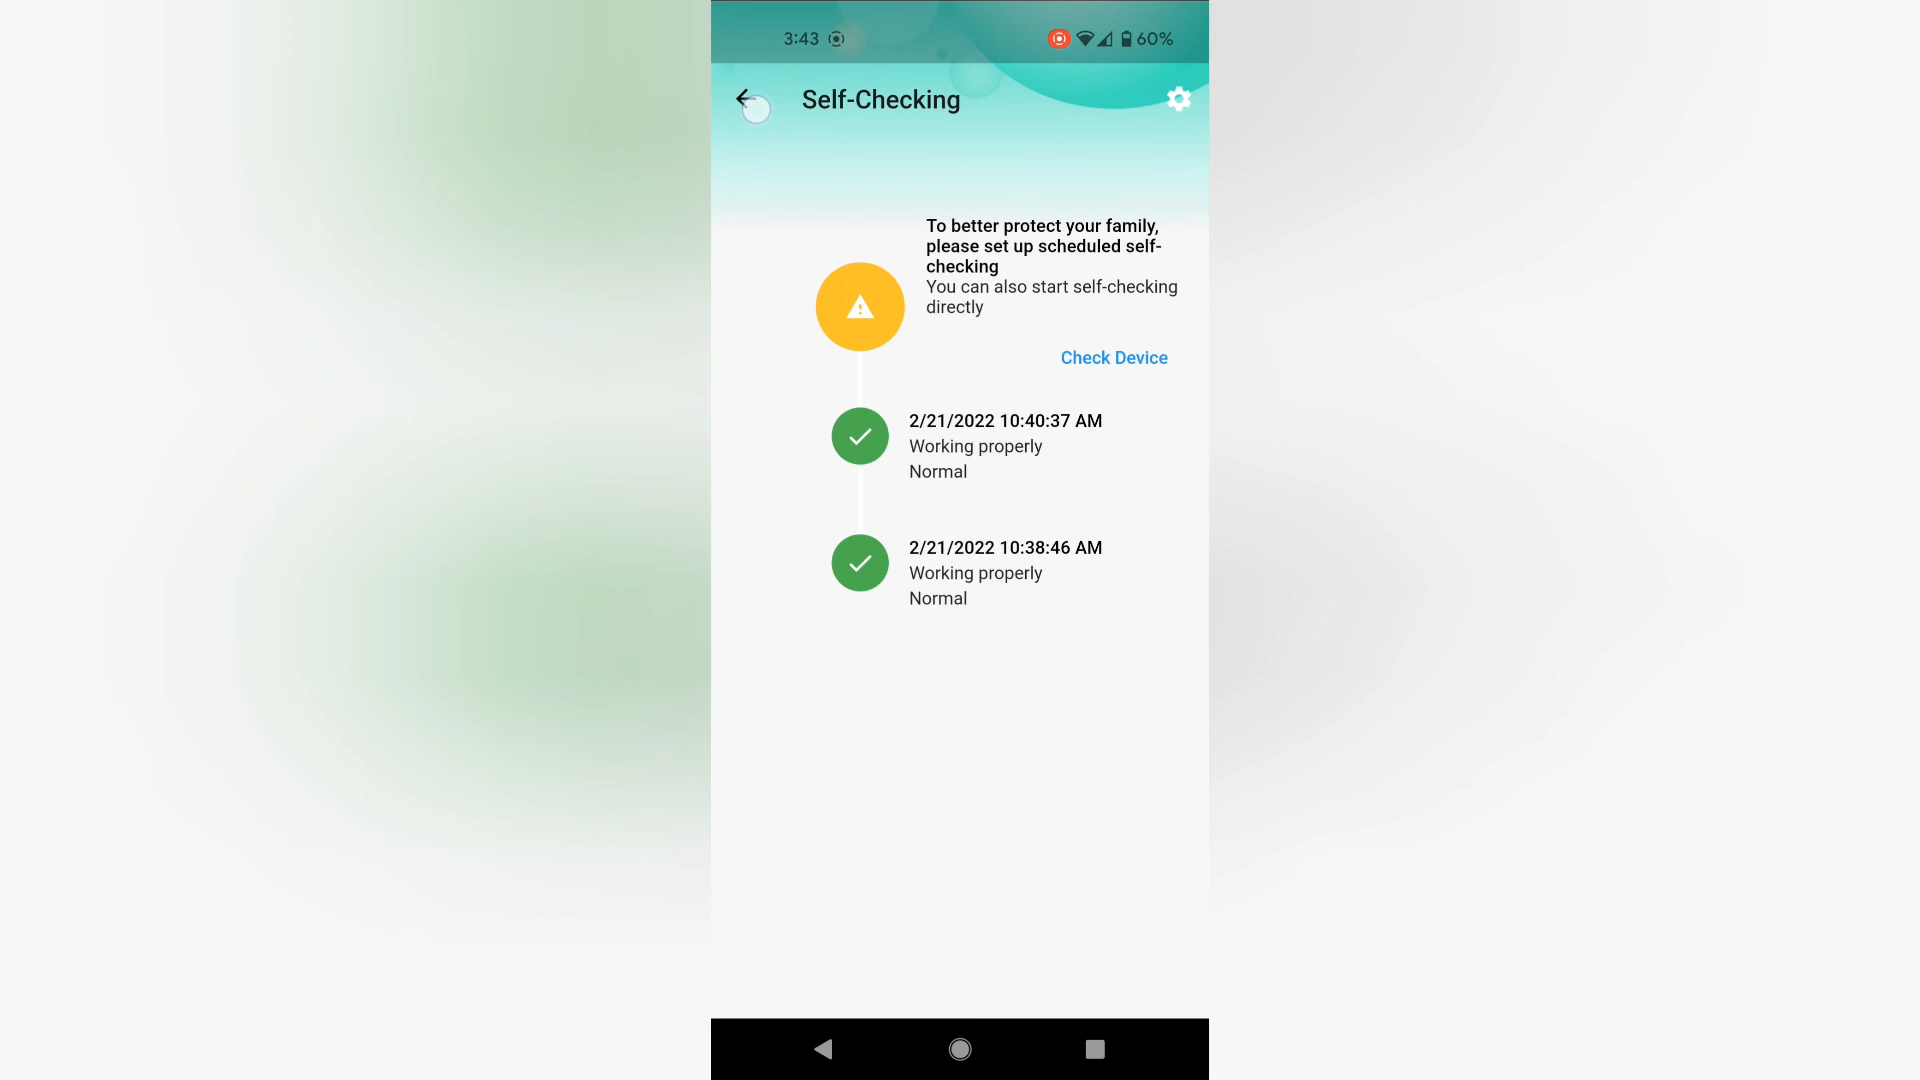 3:43
60%
Self-Checking
To better protect your family,
please set up scheduled self-
checking
You can also start self-checking
directly
Check Device
2/21/2022 10:40:37 AM
Working properly
Normal
2/21/2022 10:38:46 AM
Working properly
Normal